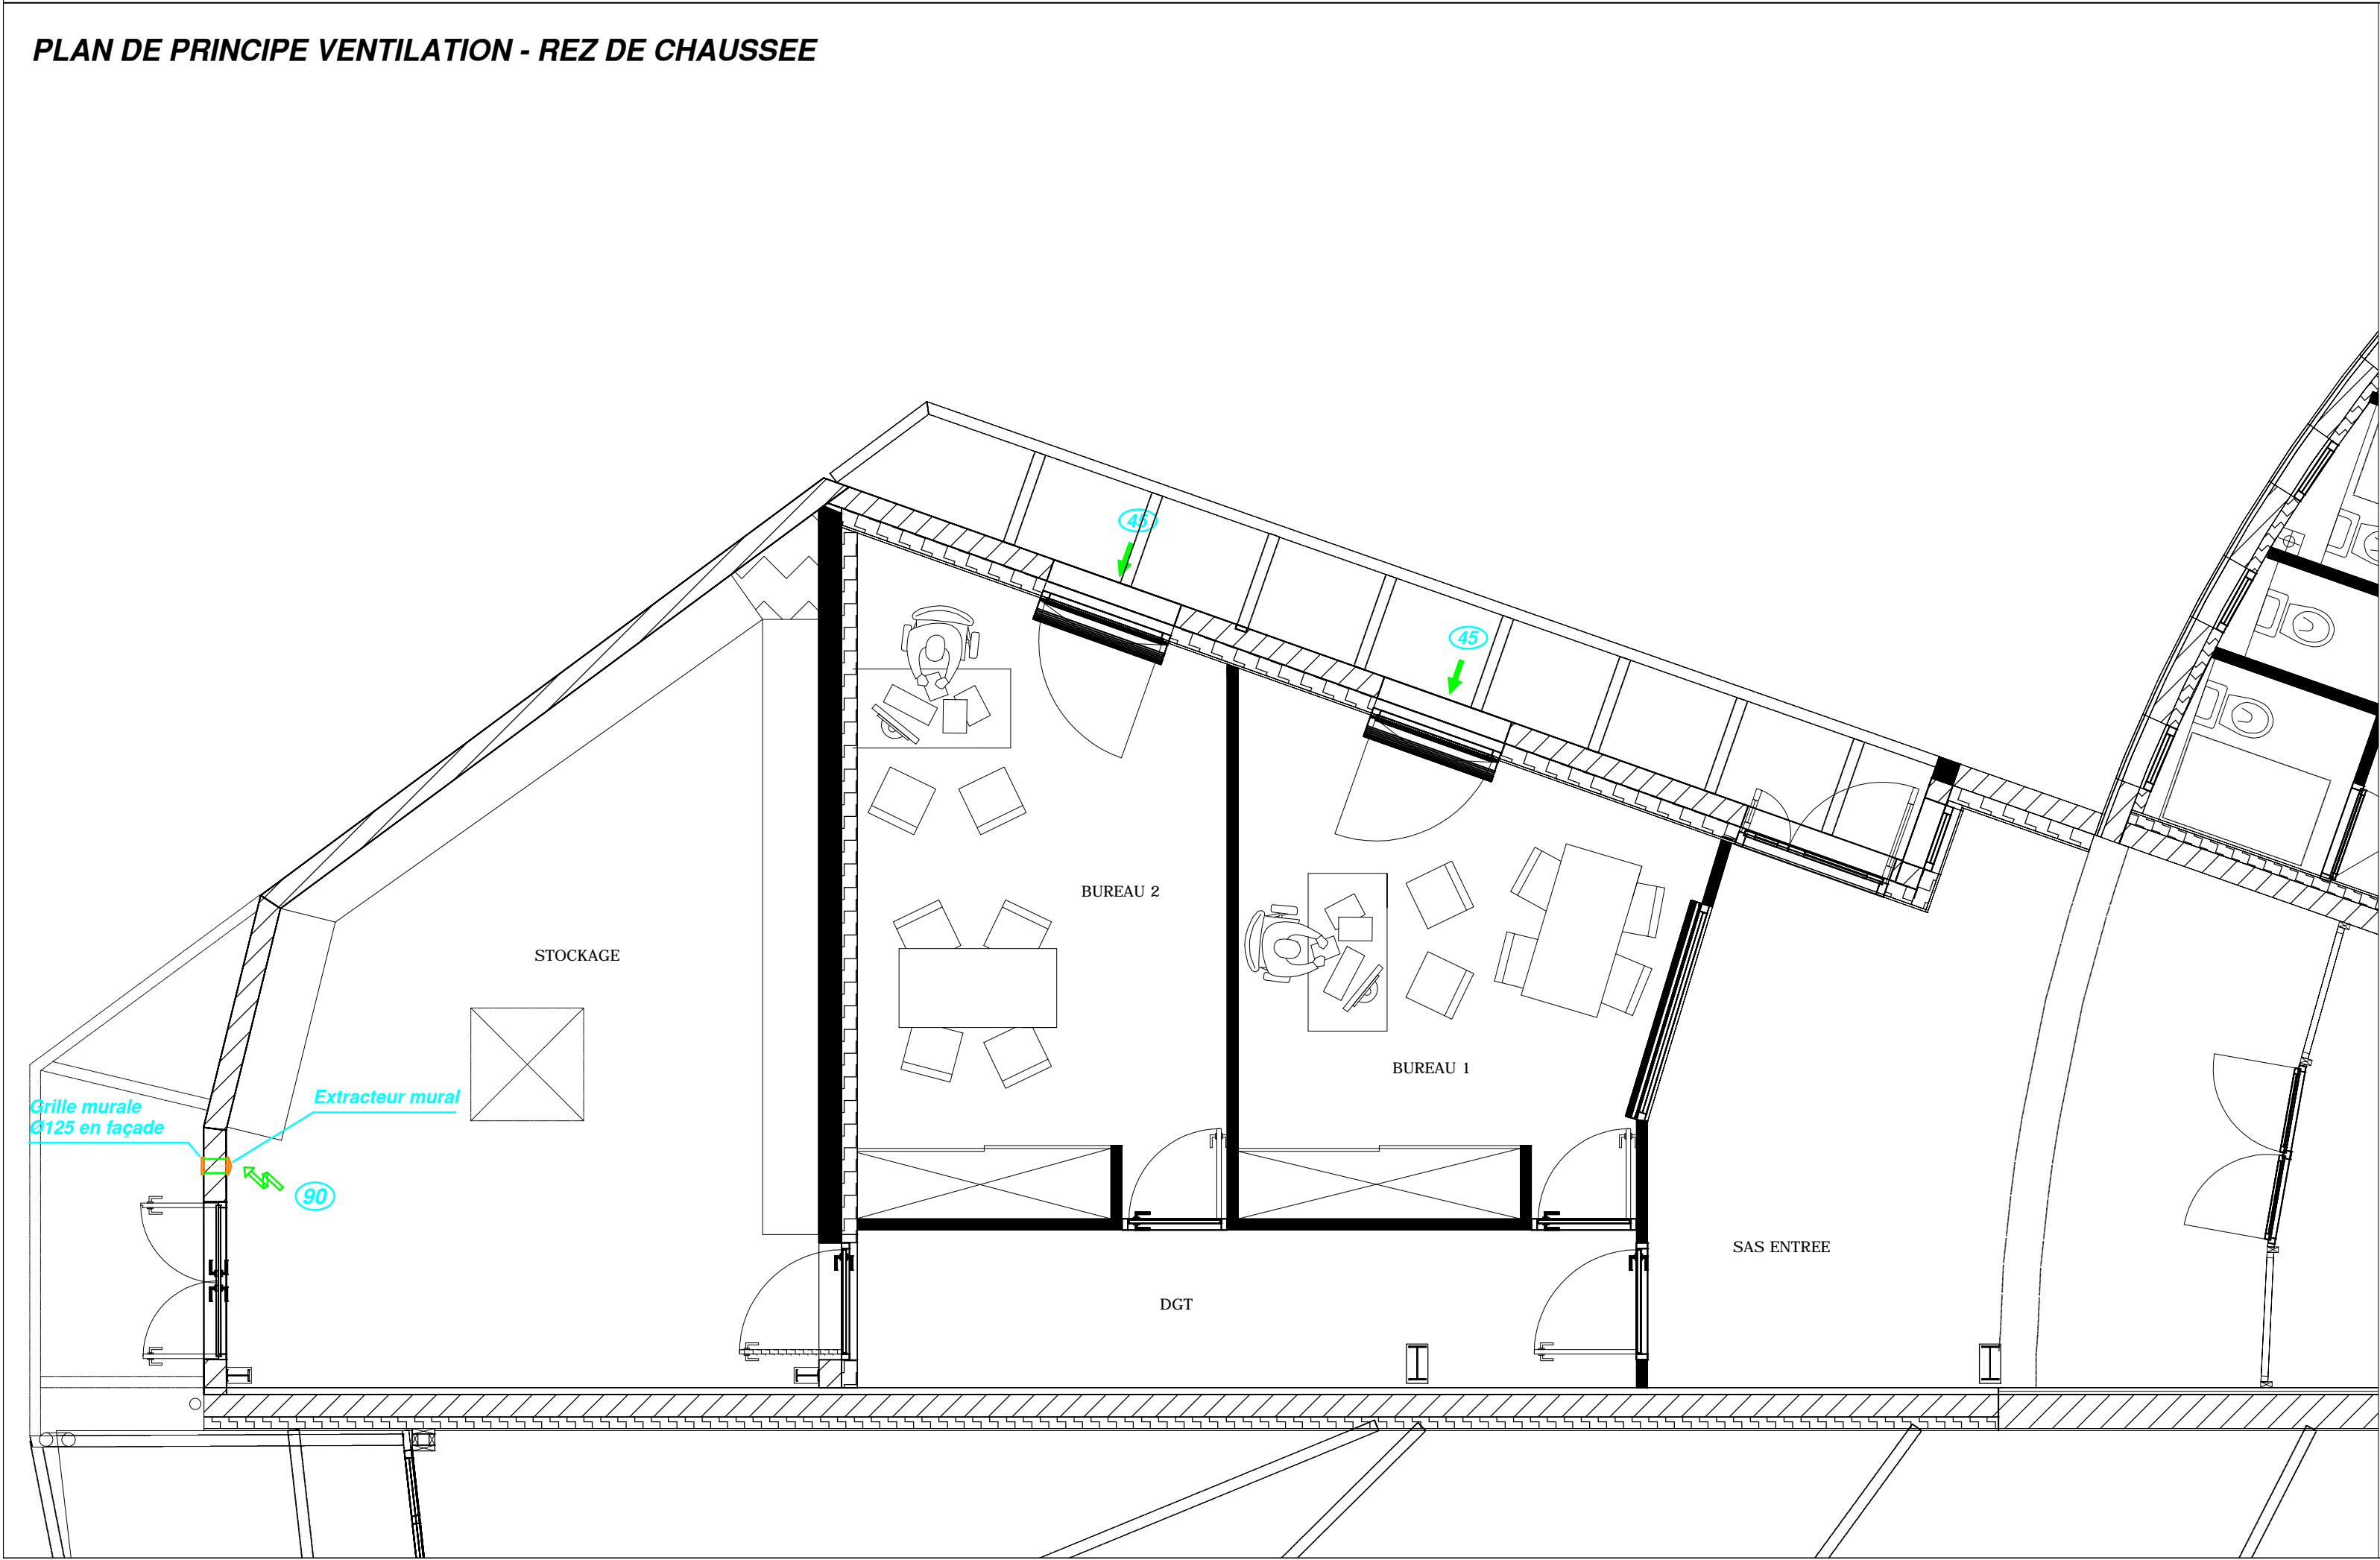 PLAN DE PRINCIPE VENTILATION - REZ DE CHAUSSEE
45
45
BUREAU 2
STOCKAGE
BUREAU 1
Extracteur mural
Grille murale
Ø125 en façade
90
SAS ENTREE
DGT